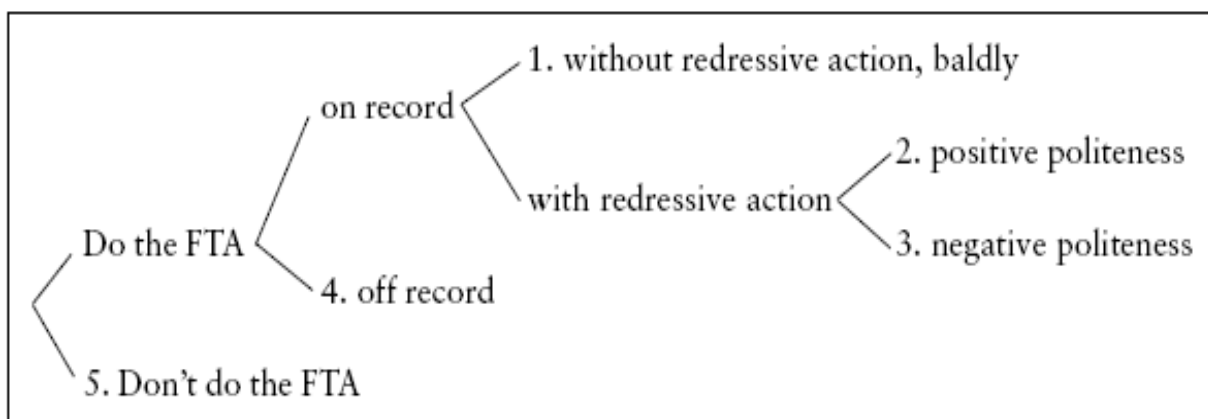 1. without redressive action, baldly
on record
2. positive politeness
with redressive action
3. negative politeness
Do the FTA
4. off record
5. Don't do the FTA